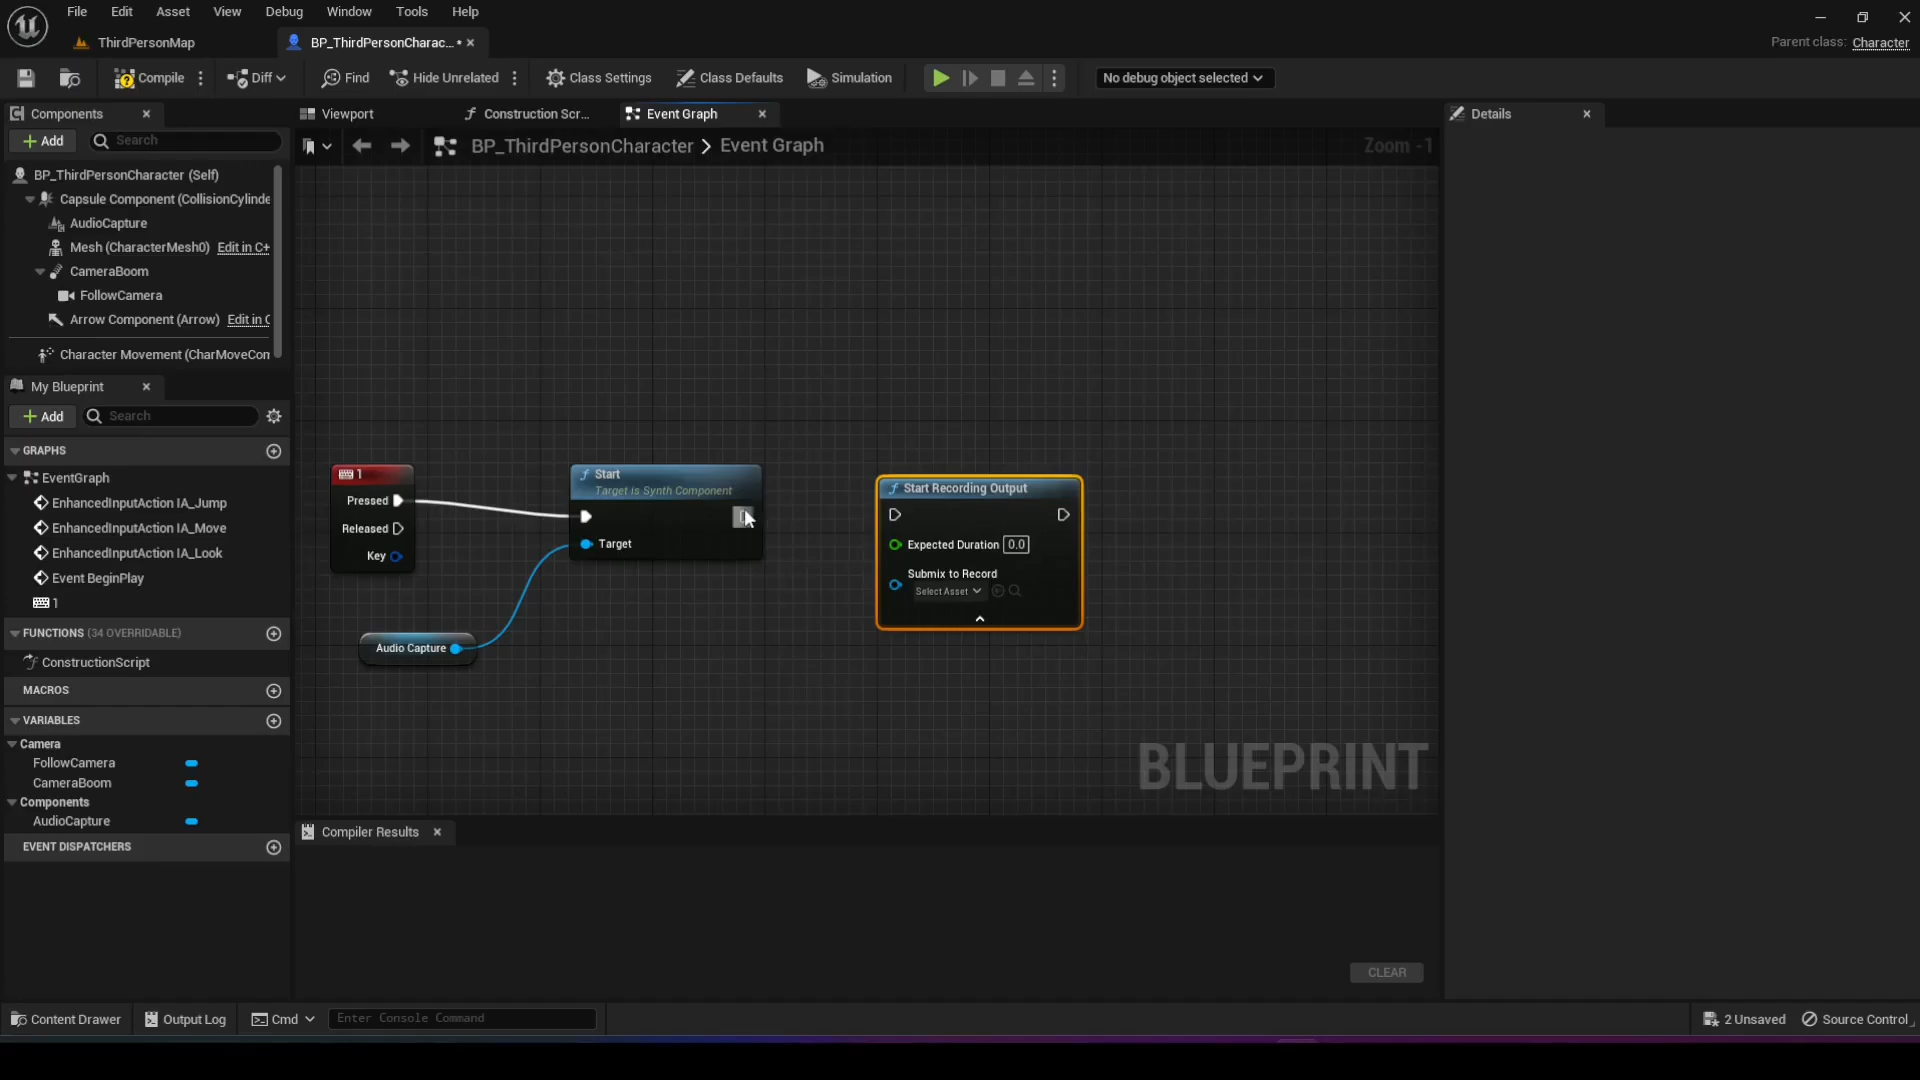 File Edit Asset View Debug Window Tools Help
ThirdPersonMap
BP_ThirdPersonCharac... •
Parent class: Character
Compile
Diff
Find
Hide Unrelated
Class Settings
Class Defaults
Simulation
No debug object selected
Components
Add
Search
BP_ThirdPersonCharacter (Self)
Capsule Component (CollisionCylinde
AudioCapture
Mesh (CharacterMesh0) Edit in C+
CameraBoom
FollowCamera
Arrow Component (Arrow) Edit in C
Character Movement (CharMoveCom
My Blueprint
Add
Search
GRAPHS
EventGraph
EnhancedInputAction IA_Jump
EnhancedInputAction IA_Move
EnhancedInputAction IA_Look
Event BeginPlay
1
FUNCTIONS (34 OVERRIDABLE)
ConstructionScript
MACROS
VARIABLES
Camera
FollowCamera
CameraBoom
Components
AudioCapture
EVENT DISPATCHERS
Viewport
Construction Scr...
Event Graph
BP_ThirdPersonCharacter > Event Graph
Zoom -1
1
Pressed
Released
Key
Audio Capture
Start
Target is Synth Component
Target
Start Recording Output
Expected Duration 0.0
Submix to Record
Select Asset
BLUEPRINT
Compiler Results
CLEAR
Details
Content Drawer
Output Log
Cmd
Enter Console Command
2 Unsaved
Source Control